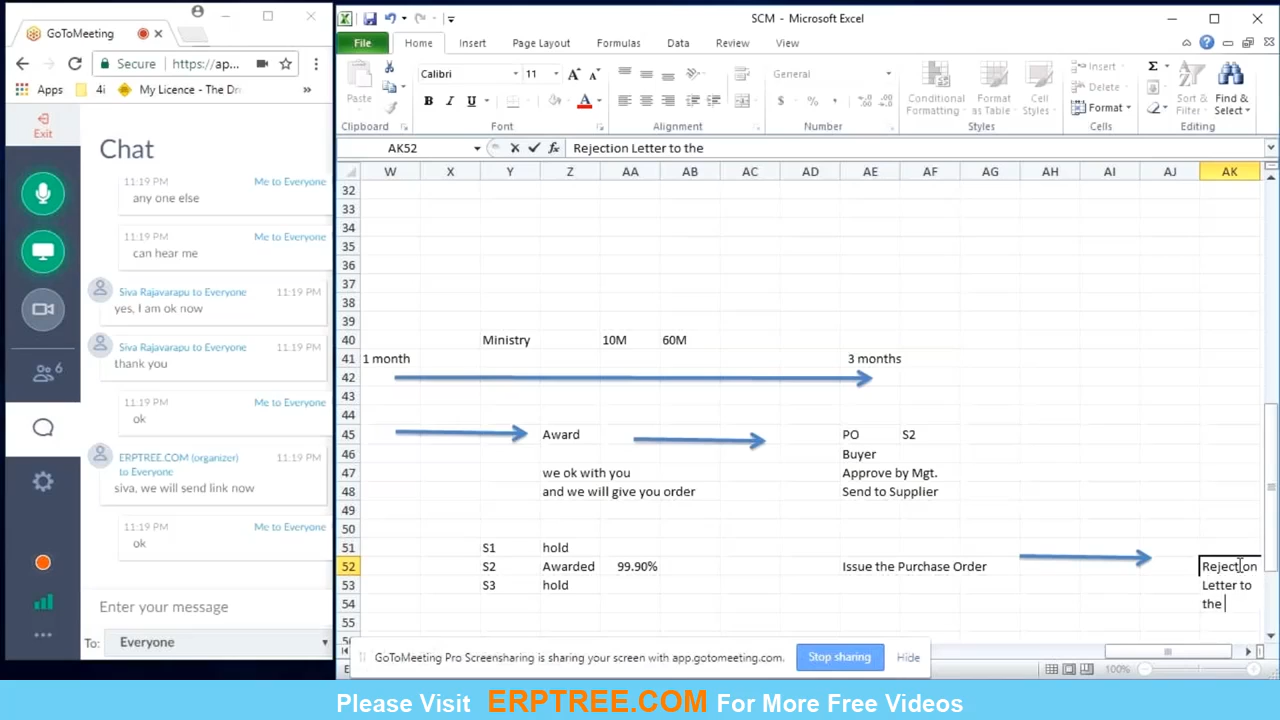 GoToMeeting
Secure https://ap...
Apps 4i My Licence - The Dr »
Exit
Chat
11:19 PM Me to Everyone
any one else
11:19 PM Me to Everyone
can hear me
Siva Rajavarapu to Everyone 11:19 PM
yes, I am ok now
Siva Rajavarapu to Everyone 11:19 PM
thank you
11:19 PM Me to Everyone
ok
ERPTREE.COM (organizer) 11:19 PM
to Everyone
siva, we will send link now
11:19 PM Me to Everyone
ok
6
Enter your message
To: Everyone
SCM - Microsoft Excel
File Home Insert Page Layout Formulas Data Review View
Paste
Calibri 11
B I U
General
$ % ,
Conditional Formatting
Format as Table
Cell Styles
Insert
Delete
Format
Sort & Filter
Find & Select
Clipboard Font Alignment Number Styles Cells Editing
AK52 fx Rejection Letter to the
W X Y Z AA AB AC AD AE AF AG AH AI AJ AK
32
33
34
35
36
37
38
39
40 Ministry 10M 60M
41 1 month 3 months
42
43
44
45 Award PO S2
46 Buyer
47 we ok with you Approve by Mgt.
48 and we will give you order Send to Supplier
49
50
51 S1 hold
52 S2 Awarded 99.90% Issue the Purchase Order Rejection
53 S3 hold Letter to
54 the
55
GoToMeeting Pro Screensharing is sharing your screen with app.gotomeeting.com. Stop sharing Hide
100%
Please Visit ERPTREE.COM For More Free Videos